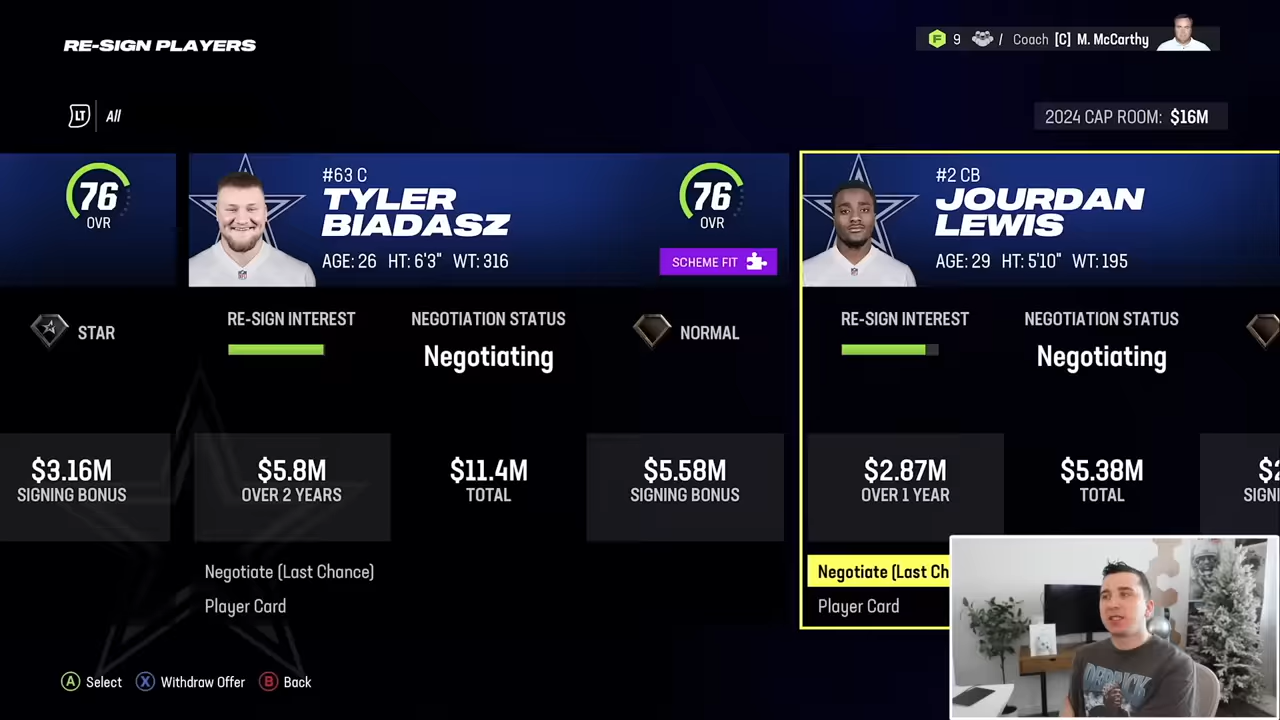 RE-SIGN PLAYERS
9 / Coach [C] M. McCarthy
LT All
2024 CAP ROOM: $16M
76
OVR
#63 C
TYLER
BIADASZ
AGE: 26 HT: 6'3" WT: 316
76
OVR
SCHEME FIT
#2 CB
JOURDAN
LEWIS
AGE: 29 HT: 5'10" WT: 195
STAR
RE-SIGN INTEREST
NEGOTIATION STATUS
Negotiating
NORMAL
RE-SIGN INTEREST
NEGOTIATION STATUS
Negotiating
$3.16M
SIGNING BONUS
$5.8M
OVER 2 YEARS
$11.4M
TOTAL
$5.58M
SIGNING BONUS
$2.87M
OVER 1 YEAR
$5.38M
TOTAL
Negotiate (Last Chance)
Player Card
Negotiate (Last Ch
Player Card
A Select X Withdraw Offer B Back